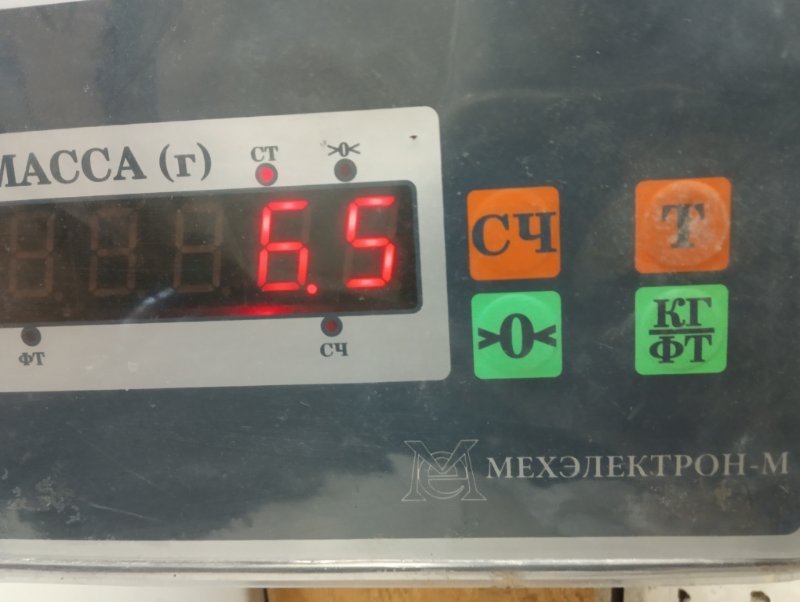 МАССА (г)
СТ
>0<
6.5
ФТ
СЧ
СЧ
Т
>0<
КГ
ФТ
МЕХЭЛЕКТРОН-М